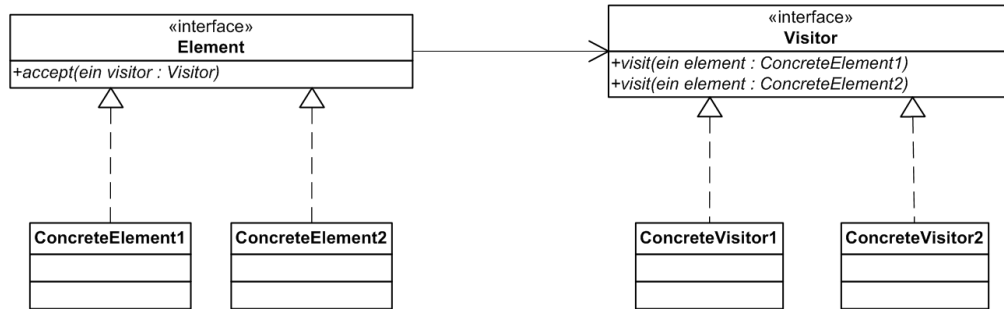 «interface»
Element
+accept(ein visitor : Visitor)
«interface»
Visitor
+visit(ein element : ConcreteElement1)
+visit(ein element : ConcreteElement2)
ConcreteElement1
ConcreteElement2
ConcreteVisitor1
ConcreteVisitor2